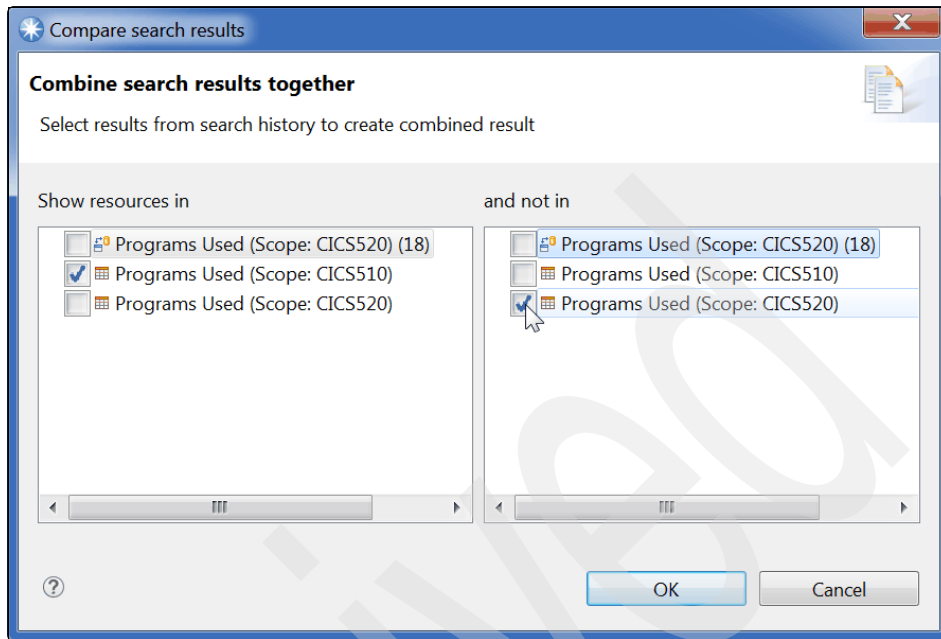 Compare search results
Combine search results together
Select results from search history to create combined result
Show resources in
and not in
Programs Used (Scope: CICS520) (18)
Programs Used (Scope: CICS510)
Programs Used (Scope: CICS520)
Programs Used (Scope: CICS520) (18)
Programs Used (Scope: CICS510)
Programs Used (Scope: CICS520)
OK
Cancel